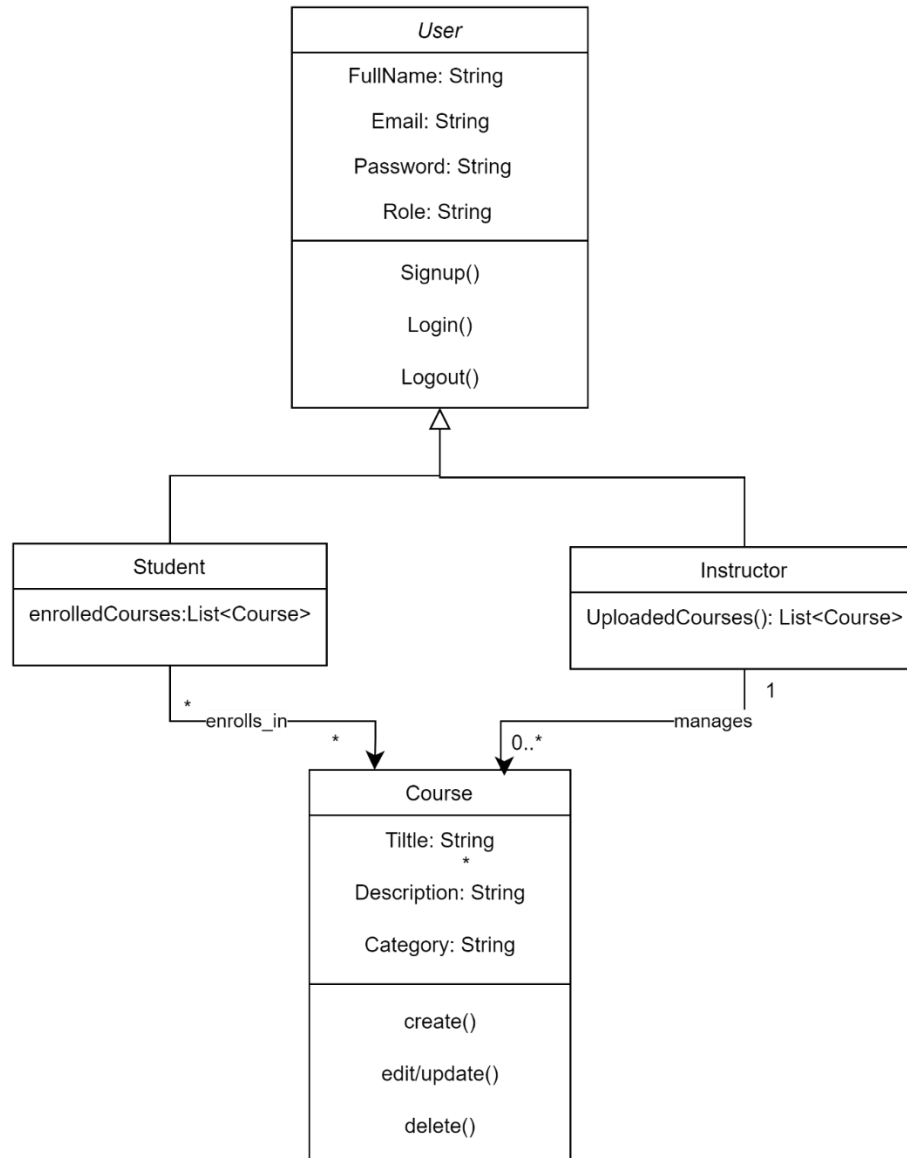 User
FullName: String
Email: String
Password: String
Role: String
Signup()
Login()
Logout()
Student
enrolledCourses:List<Course>
Instructor
UploadedCourses(): List<Course>
*
enrolls_in
*
1
manages
0..*
Course
Tiltle: String
*
Description: String
Category: String
create()
edit/update()
delete()